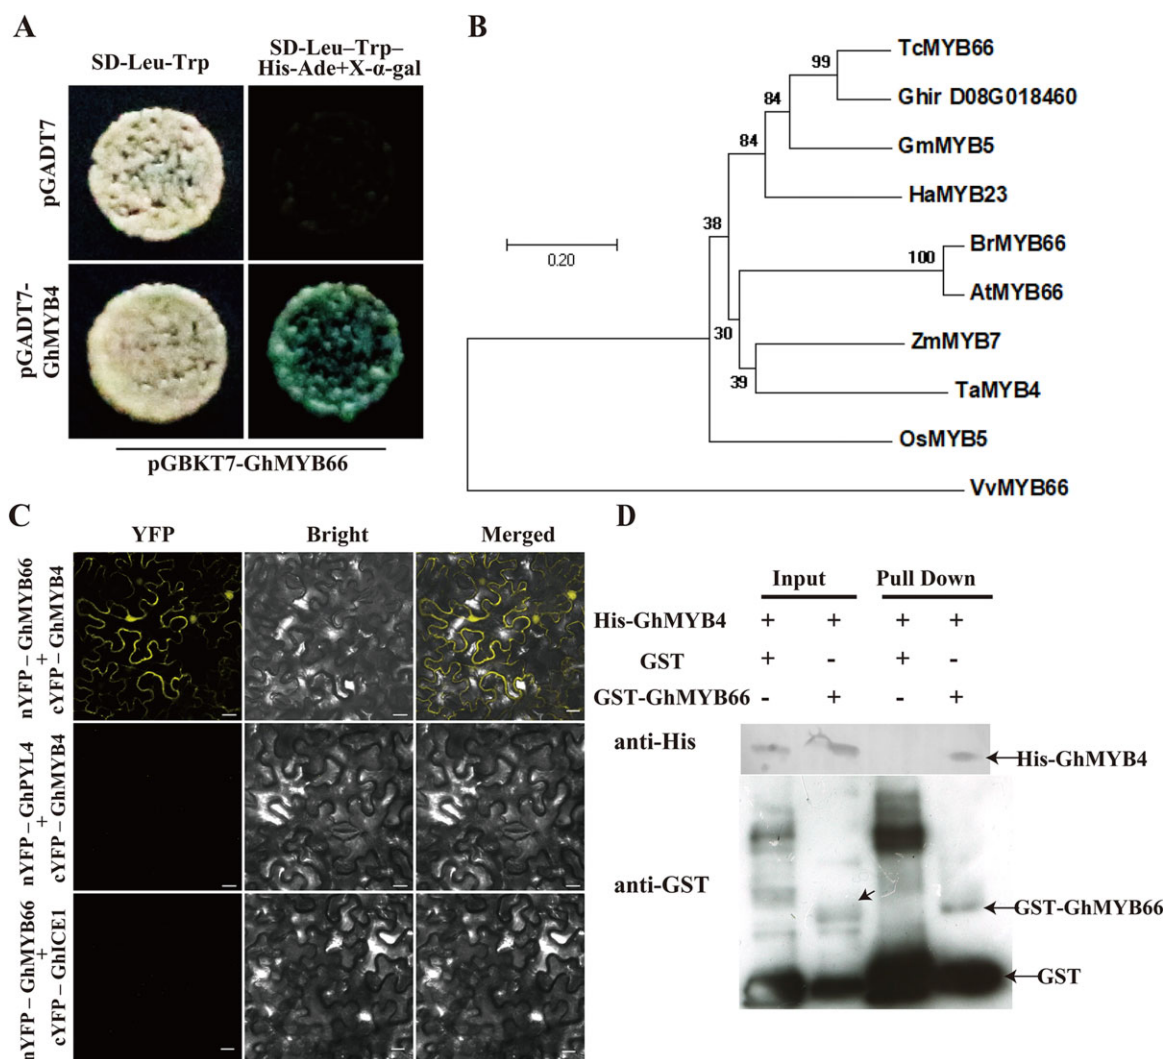 A
SD-Leu-Trp
SD-Leu–Trp–
His-Ade+X-α-gal
pGADT7
pGADT7-
GhMYB4
pGBKT7-GhMYB66
B
TcMYB66
99
Ghir D08G018460
84
GmMYB5
84
HaMYB23
38
BrMYB66
100
AtMYB66
0.20
30
ZmMYB7
39
TaMYB4
OsMYB5
VvMYB66
C
YFP
Bright
Merged
nYFP – GhMYB66
+
cYFP – GhMYB4
nYFP – GhPYL4
+
cYFP – GhMYB4
nYFP – GhMYB66
+
cYFP – GhICE1
D
Input
Pull Down
His-GhMYB4 + + + +
GST + - + -
GST-GhMYB66 - + - +
anti-His
His-GhMYB4
anti-GST
GST-GhMYB66
GST